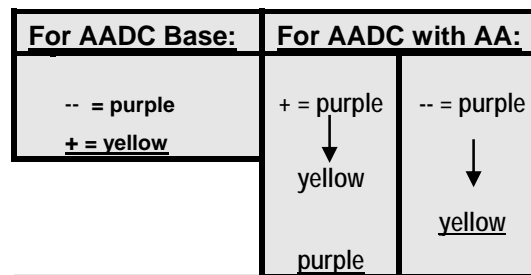 For AADC Base:
For AADC with AA:
-- = purple
+ = yellow
+ = purple
yellow
purple
-- = purple
yellow